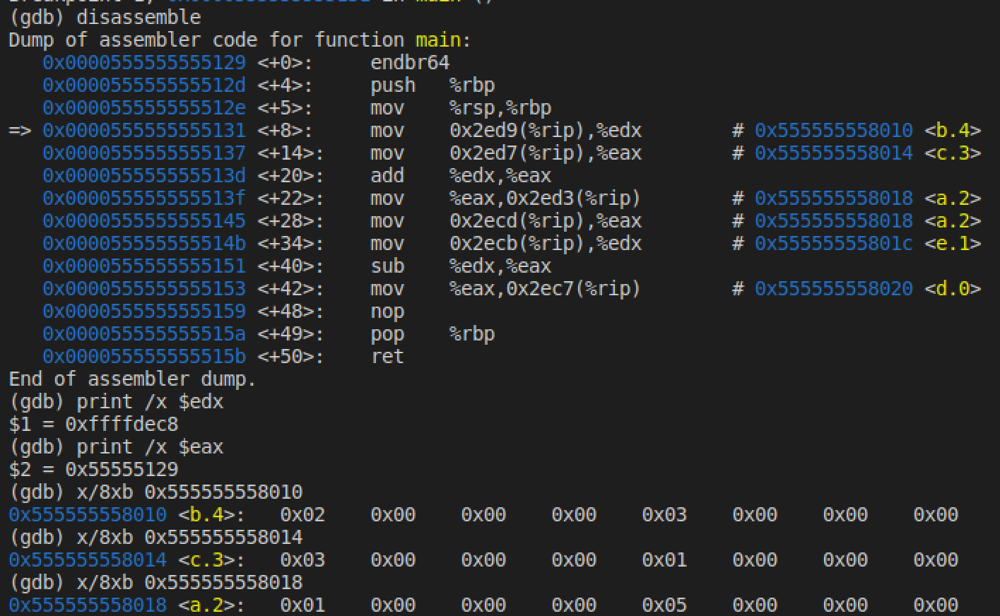 (gdb) disassemble
Dump of assembler code for function main:
   0x0000555555555129 <+0>:     endbr64
   0x000055555555512d <+4>:     push   %rbp
   0x000055555555512e <+5>:     mov    %rsp,%rbp
=> 0x0000555555555131 <+8>:     mov    0x2ed9(%rip),%edx        # 0x555555558010 <b.4>
   0x0000555555555137 <+14>:    mov    0x2ed7(%rip),%eax        # 0x555555558014 <c.3>
   0x000055555555513d <+20>:    add    %edx,%eax
   0x000055555555513f <+22>:    mov    %eax,0x2ed3(%rip)        # 0x555555558018 <a.2>
   0x0000555555555145 <+28>:    mov    0x2ecd(%rip),%eax        # 0x555555558018 <a.2>
   0x000055555555514b <+34>:    mov    0x2ecb(%rip),%edx        # 0x55555555801c <e.1>
   0x0000555555555151 <+40>:    sub    %edx,%eax
   0x0000555555555153 <+42>:    mov    %eax,0x2ec7(%rip)        # 0x555555558020 <d.0>
   0x0000555555555159 <+48>:    nop
   0x000055555555515a <+49>:    pop    %rbp
   0x000055555555515b <+50>:    ret
End of assembler dump.
(gdb) print /x $edx
$1 = 0xffffdec8
(gdb) print /x $eax
$2 = 0x55555129
(gdb) x/8xb 0x555555558010
0x555555558010 <b.4>:   0x02    0x00    0x00    0x00    0x03    0x00    0x00    0x00
(gdb) x/8xb 0x555555558014
0x555555558014 <c.3>:   0x03    0x00    0x00    0x00    0x01    0x00    0x00    0x00
(gdb) x/8xb 0x555555558018
0x555555558018 <a.2>:   0x01    0x00    0x00    0x00    0x05    0x00    0x00    0x00